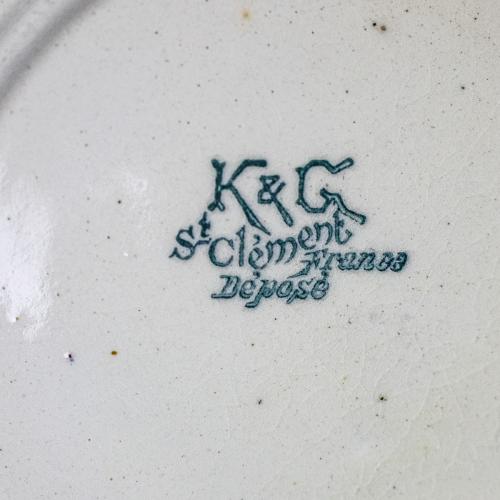 K & G
St Clément
France
Déposé